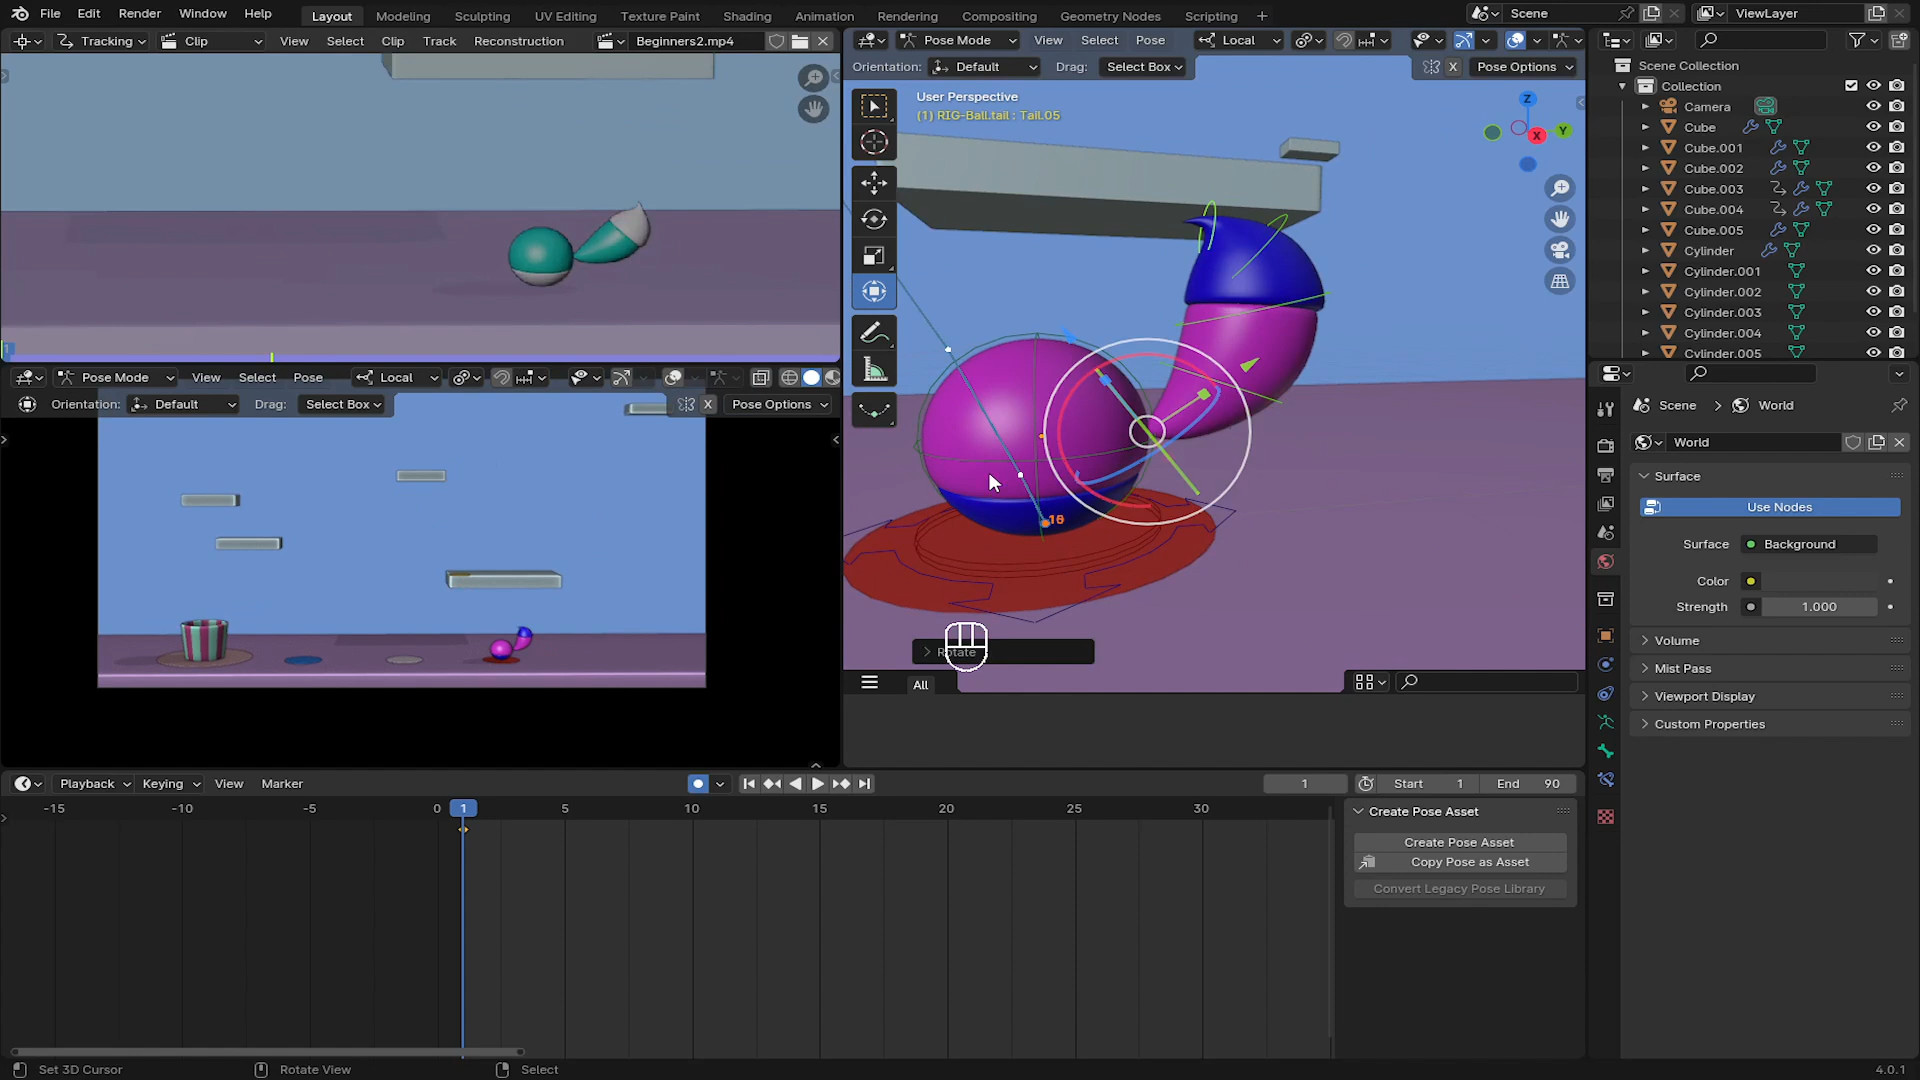 File Edit Render Window Help Layout Modeling Sculpting UV Editing Texture Paint Shading Animation Rendering Compositing Geometry Nodes Scripting + Scene ViewLayer
Tracking Clip View Select Clip Track Reconstruction Beginners2.mp4
Pose Mode View Select Pose Local
Orientation: Default Drag: Select Box X Pose Options
User Perspective
(1) RIG-Ball.tail : Tail.05
Z
Y
X
16
Rotate
All
1
Pose Mode View Select Pose Local
Orientation: Default Drag: Select Box X Pose Options
Scene Collection
Collection
Camera
Cube
Cube.001
Cube.002
Cube.003
Cube.004
Cube.005
Cylinder
Cylinder.001
Cylinder.002
Cylinder.003
Cylinder.004
Cylinder.005
Scene > World
World
Surface
Use Nodes
Surface Background
Color
Strength 1.000
Volume
Mist Pass
Viewport Display
Custom Properties
Playback Keying View Marker 1 Start 1 End 90
-15 -10 -5 0 1 5 10 15 20 25 30
Create Pose Asset
Create Pose Asset
Copy Pose as Asset
Convert Legacy Pose Library
Set 3D Cursor Rotate View Select 4.0.1